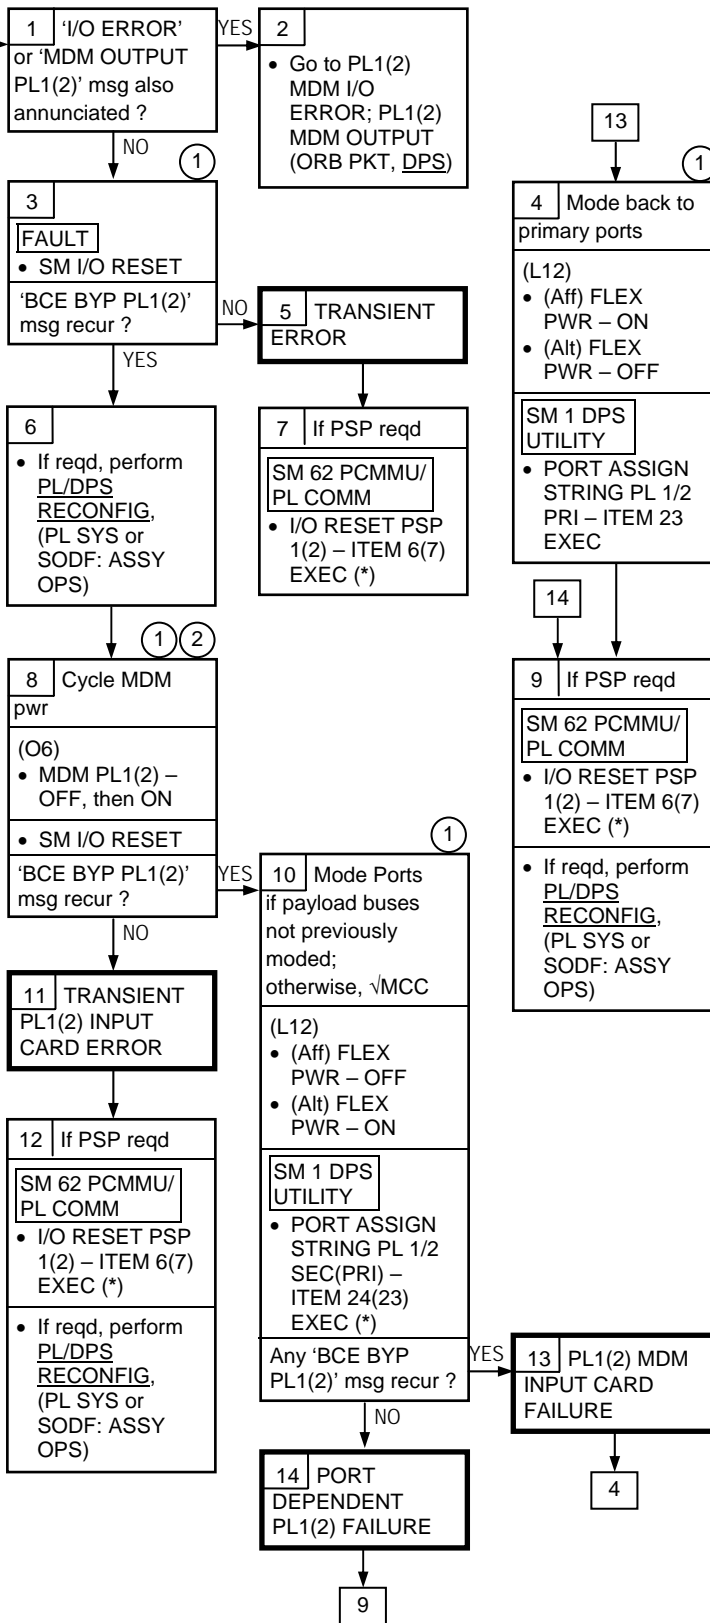 1 'I/O ERROR'
or 'MDM OUTPUT
PL1(2)' msg also
annunciated ?
YES
NO
2
• Go to PL1(2)
MDM I/O
ERROR; PL1(2)
MDM OUTPUT
(ORB PKT, DPS)
1
3
FAULT
• SM I/O RESET
'BCE BYP PL1(2)'
msg recur ?
NO
YES
5 TRANSIENT
ERROR
7 If PSP reqd
SM 62 PCMMU/
PL COMM
• I/O RESET PSP
1(2) – ITEM 6(7)
EXEC (*)
6
• If reqd, perform
PL/DPS
RECONFIG,
(PL SYS or
SODF: ASSY
OPS)
1 2
8 Cycle MDM
pwr
(O6)
• MDM PL1(2) –
OFF, then ON
• SM I/O RESET
'BCE BYP PL1(2)'
msg recur ?
YES
NO
11 TRANSIENT
PL1(2) INPUT
CARD ERROR
12 If PSP reqd
SM 62 PCMMU/
PL COMM
• I/O RESET PSP
1(2) – ITEM 6(7)
EXEC (*)
• If reqd, perform
PL/DPS
RECONFIG,
(PL SYS or
SODF: ASSY
OPS)
1
10 Mode Ports
if payload buses
not previously
moded;
otherwise, √MCC
(L12)
• (Aff) FLEX
PWR – OFF
• (Alt) FLEX
PWR – ON
SM 1 DPS
UTILITY
• PORT ASSIGN
STRING PL 1/2
SEC(PRI) –
ITEM 24(23)
EXEC (*)
Any 'BCE BYP
PL1(2)' msg recur ?
YES
NO
13 PL1(2) MDM
INPUT CARD
FAILURE
4
14 PORT
DEPENDENT
PL1(2) FAILURE
9
13
1
4 Mode back to
primary ports
(L12)
• (Aff) FLEX
PWR – ON
• (Alt) FLEX
PWR – OFF
SM 1 DPS
UTILITY
• PORT ASSIGN
STRING PL 1/2
PRI – ITEM 23
EXEC
14
9 If PSP reqd
SM 62 PCMMU/
PL COMM
• I/O RESET PSP
1(2) – ITEM 6(7)
EXEC (*)
• If reqd, perform
PL/DPS
RECONFIG,
(PL SYS or
SODF: ASSY
OPS)